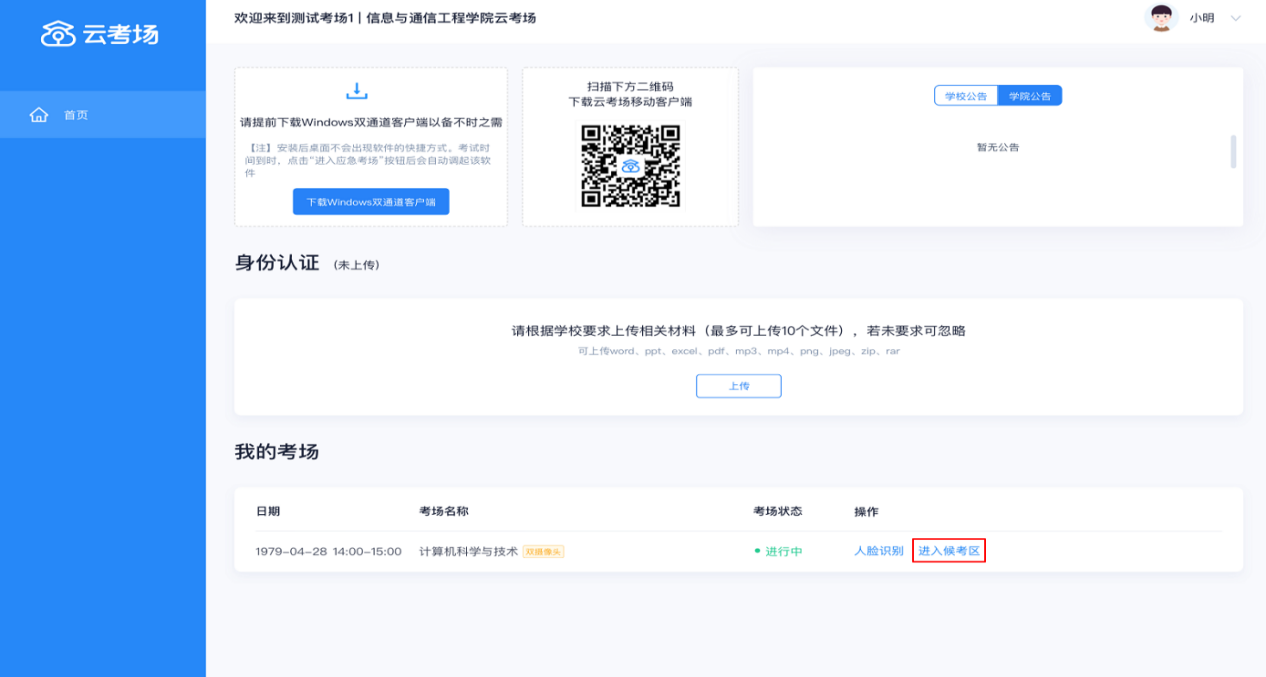 云考场
欢迎来到测试考场1 | 信息与通信工程学院云考场
小明
首页
请提前下载Windows双通道客户端以备不时之需
【注】安装后桌面不会出现软件的快捷方式。考试时
间到时，点击“进入应急考场”按钮后会自动调起该软
件
下载Windows双通道客户端
扫描下方二维码
下载云考场移动客户端
学校公告 学院公告
暂无公告
身份认证 (未上传)
请根据学校要求上传相关材料（最多可上传10个文件），若未要求可忽略
可上传word、ppt、excel、pdf、mp3、mp4、png、jpeg、zip、rar
上传
我的考场
日期 考场名称 考场状态 操作
1979-04-28 14:00-15:00 计算机科学与技术 双摄像头 进行中 人脸识别 进入候考区